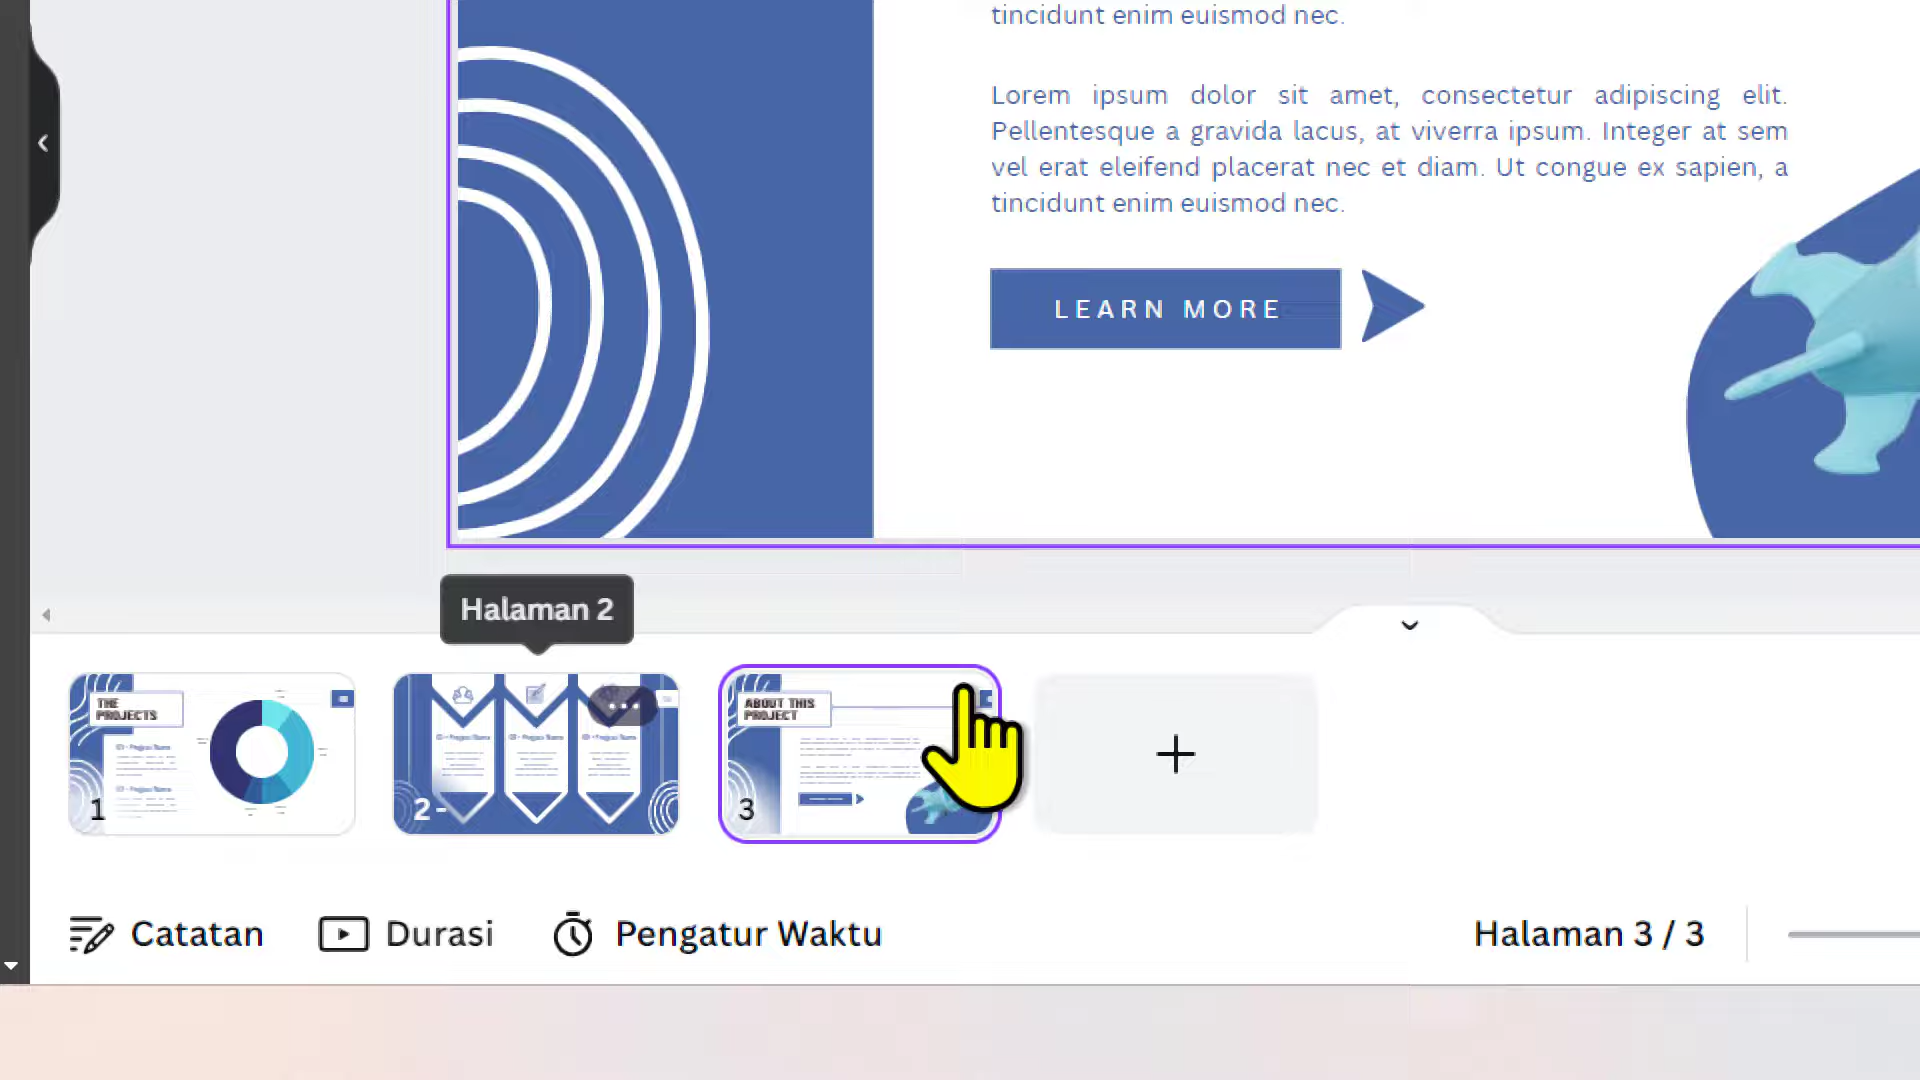 tincidunt enim euismod nec.
Lorem ipsum dolor sit amet, consectetur adipiscing elit.
Pellentesque a gravida lacus, at viverra ipsum. Integer at sem
vel erat eleifend placerat nec et diam. Ut congue ex sapien, a
tincidunt enim euismod nec.
LEARN MORE
Halaman 2
THE
PROJECTS
1
2 -
ABOUT THIS
PROJECT
3
Catatan
Durasi
Pengatur Waktu
Halaman 3 / 3